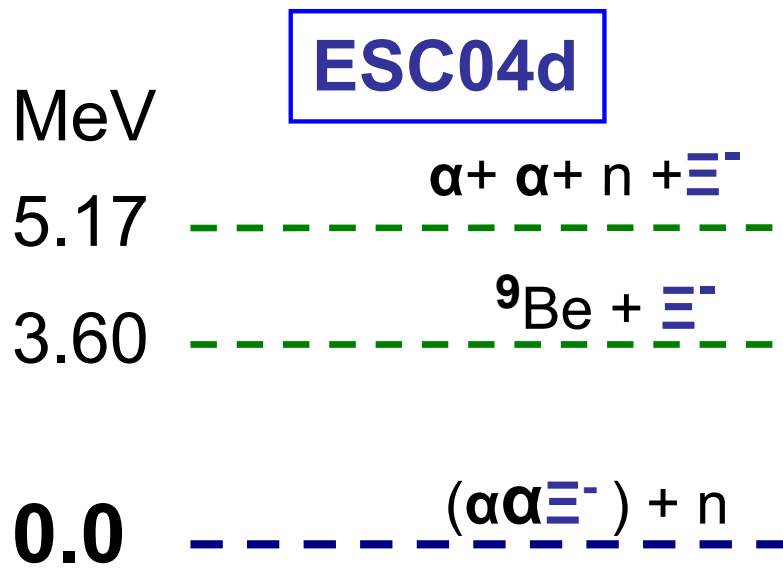 ESC04d
MeV
α+ α+ n +Ξ⁻
5.17
⁹Be + Ξ⁻
3.60
(ααΞ⁻ ) + n
0.0